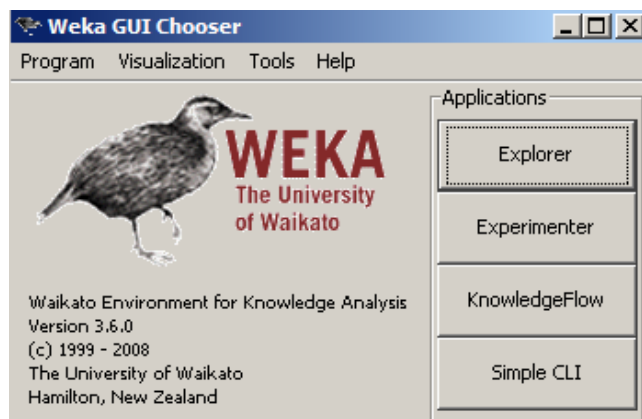 Weka GUI Chooser
Program Visualization Tools Help
WEKA
The University
of Waikato
Waikato Environment for Knowledge Analysis
Version 3.6.0
(c) 1999 - 2008
The University of Waikato
Hamilton, New Zealand
Applications
Explorer
Experimenter
KnowledgeFlow
Simple CLI